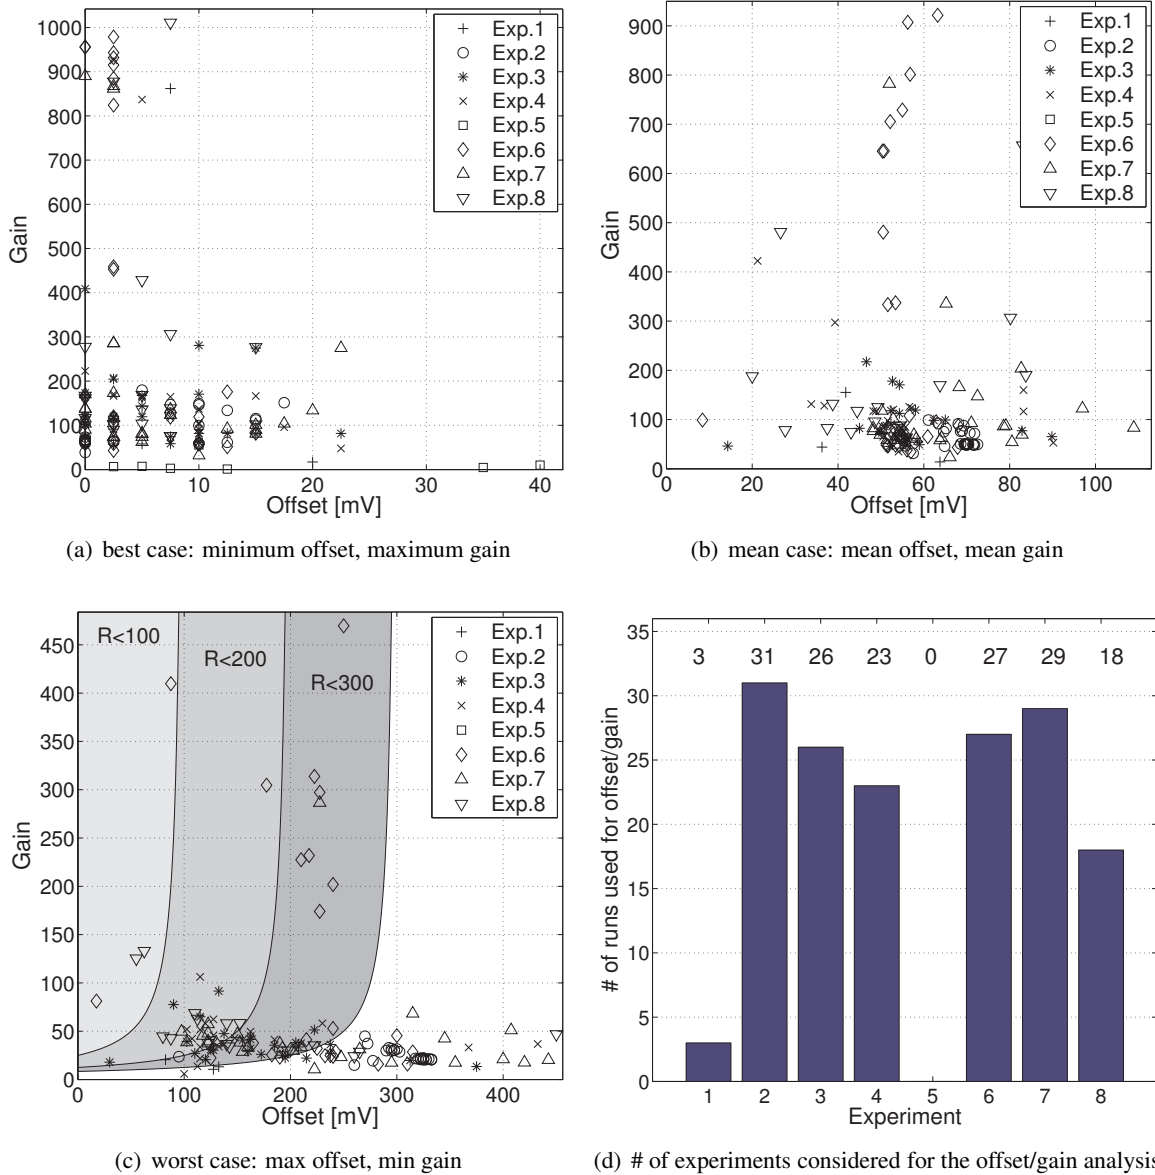 1000
900
800
700
600
500
400
300
200
100
0
Gain
0 10 20 30 40
Offset [mV]
Exp.1
Exp.2
Exp.3
Exp.4
Exp.5
Exp.6
Exp.7
Exp.8
(a) best case: minimum offset, maximum gain
900
800
700
600
500
400
300
200
100
0
Gain
0 20 40 60 80 100
Offset [mV]
Exp.1
Exp.2
Exp.3
Exp.4
Exp.5
Exp.6
Exp.7
Exp.8
(b) mean case: mean offset, mean gain
450
400
350
300
250
200
150
100
50
0
Gain
R<100
R<200
R<300
0 100 200 300 400
Offset [mV]
Exp.1
Exp.2
Exp.3
Exp.4
Exp.5
Exp.6
Exp.7
Exp.8
(c) worst case: max offset, min gain
35
30
25
20
15
10
5
0
# of runs used for offset/gain
3 31 26 23 0 27 29 18
1 2 3 4 5 6 7 8
Experiment
(d) # of experiments considered for the offset/gain analysis